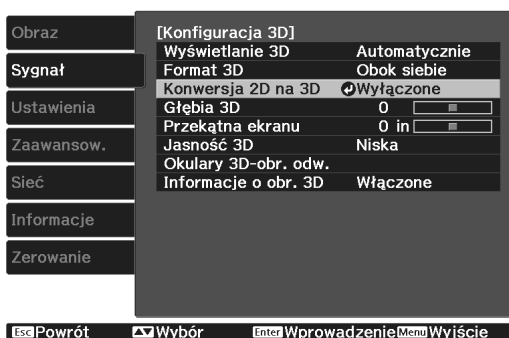 Obraz
Sygnał
Ustawienia
Zaawansow.
Sieć
Informacje
Zerowanie
[Konfiguracja 3D]
Wyświetlanie 3D Automatycznie
Format 3D Obok siebie
Konwersja 2D na 3D Wyłączone
Głębia 3D 0
Przekątna ekranu 0 in
Jasność 3D Niska
Okulary 3D-obr. odw.
Informacje o obr. 3D Włączone
Esc Powrót Wybór Enter Wprowadzenie Menu Wyjście